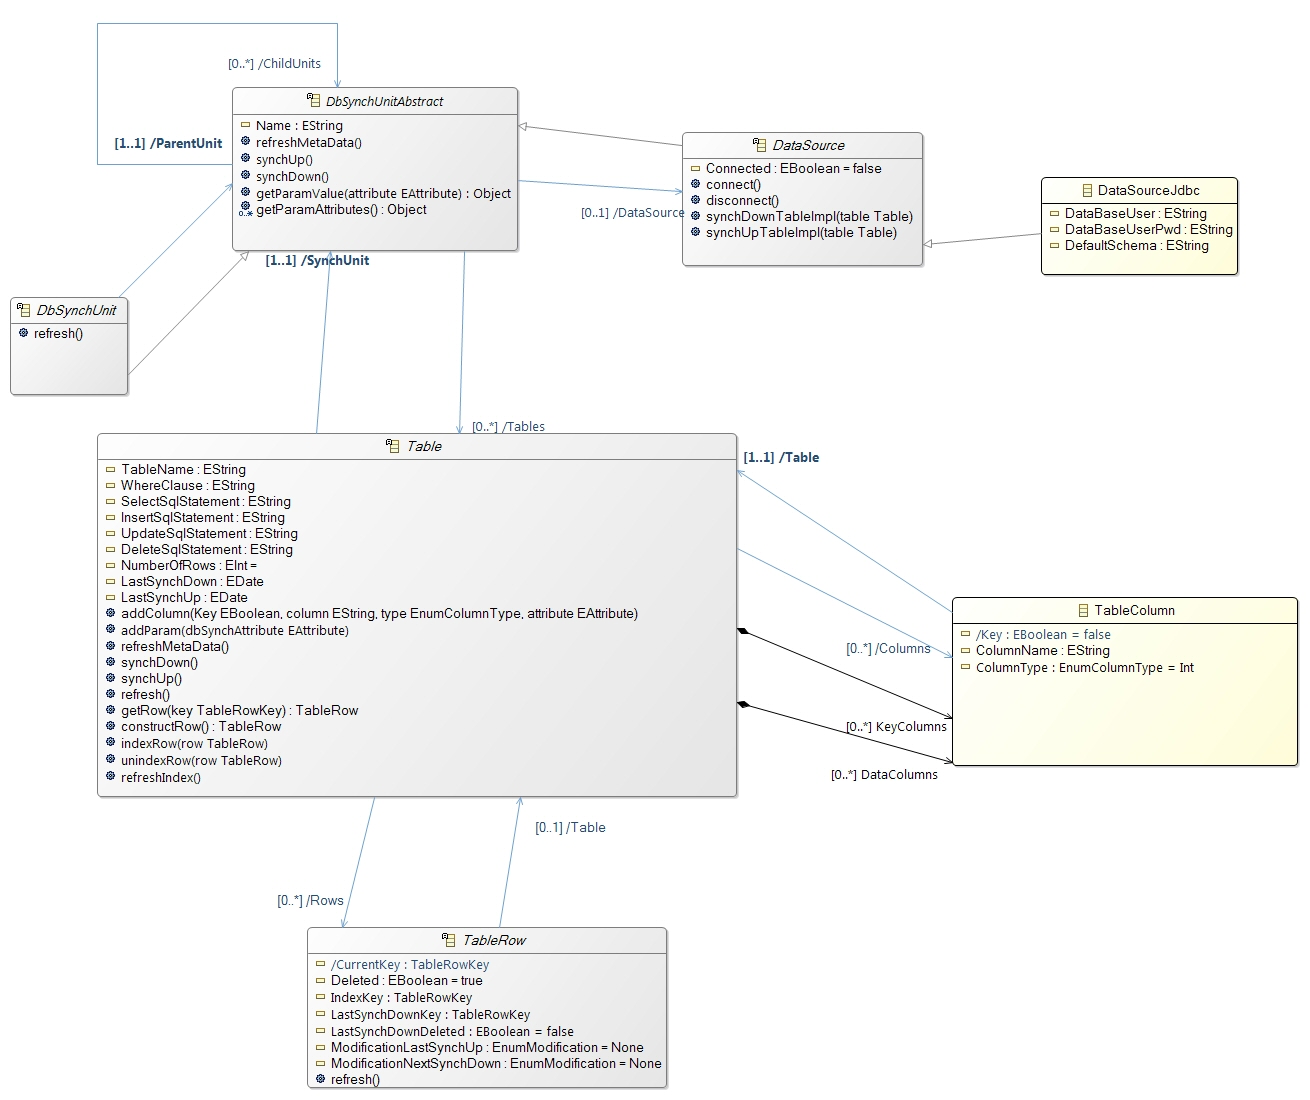 [0..*] /ChildUnits
DbSynchUnitAbstract
Name : EString
refreshMetaData()
synchUp()
synchDown()
getParamValue(attribute EAttribute) : Object
0..*
getParamAttributes() : Object
[1..1] /ParentUnit
DataSource
Connected : EBoolean = false
connect()
disconnect()
synchDownTableImpl(table Table)
synchUpTableImpl(table Table)
[0..1] /DataSource
DataSourceJdbc
DataBaseUser : EString
DataBaseUserPwd : EString
DefaultSchema : EString
[1..1] /SynchUnit
DbSynchUnit
refresh()
[0..*] /Tables
Table
TableName : EString
WhereClause : EString
SelectSqlStatement : EString
InsertSqlStatement : EString
UpdateSqlStatement : EString
DeleteSqlStatement : EString
NumberOfRows : EInt =
LastSynchDown : EDate
LastSynchUp : EDate
addColumn(Key EBoolean, column EString, type EnumColumnType, attribute EAttribute)
addParam(dbSynchAttribute EAttribute)
refreshMetaData()
synchDown()
synchUp()
refresh()
getRow(key TableRowKey) : TableRow
constructRow() : TableRow
indexRow(row TableRow)
unindexRow(row TableRow)
refreshIndex()
[1..1] /Table
TableColumn
/Key : EBoolean = false
ColumnName : EString
ColumnType : EnumColumnType = Int
[0..*] /Columns
[0..*] KeyColumns
[0..*] DataColumns
[0..1] /Table
[0..*] /Rows
TableRow
/CurrentKey : TableRowKey
Deleted : EBoolean = true
IndexKey : TableRowKey
LastSynchDownKey : TableRowKey
LastSynchDownDeleted : EBoolean = false
ModificationLastSynchUp : EnumModification = None
ModificationNextSynchDown : EnumModification = None
refresh()